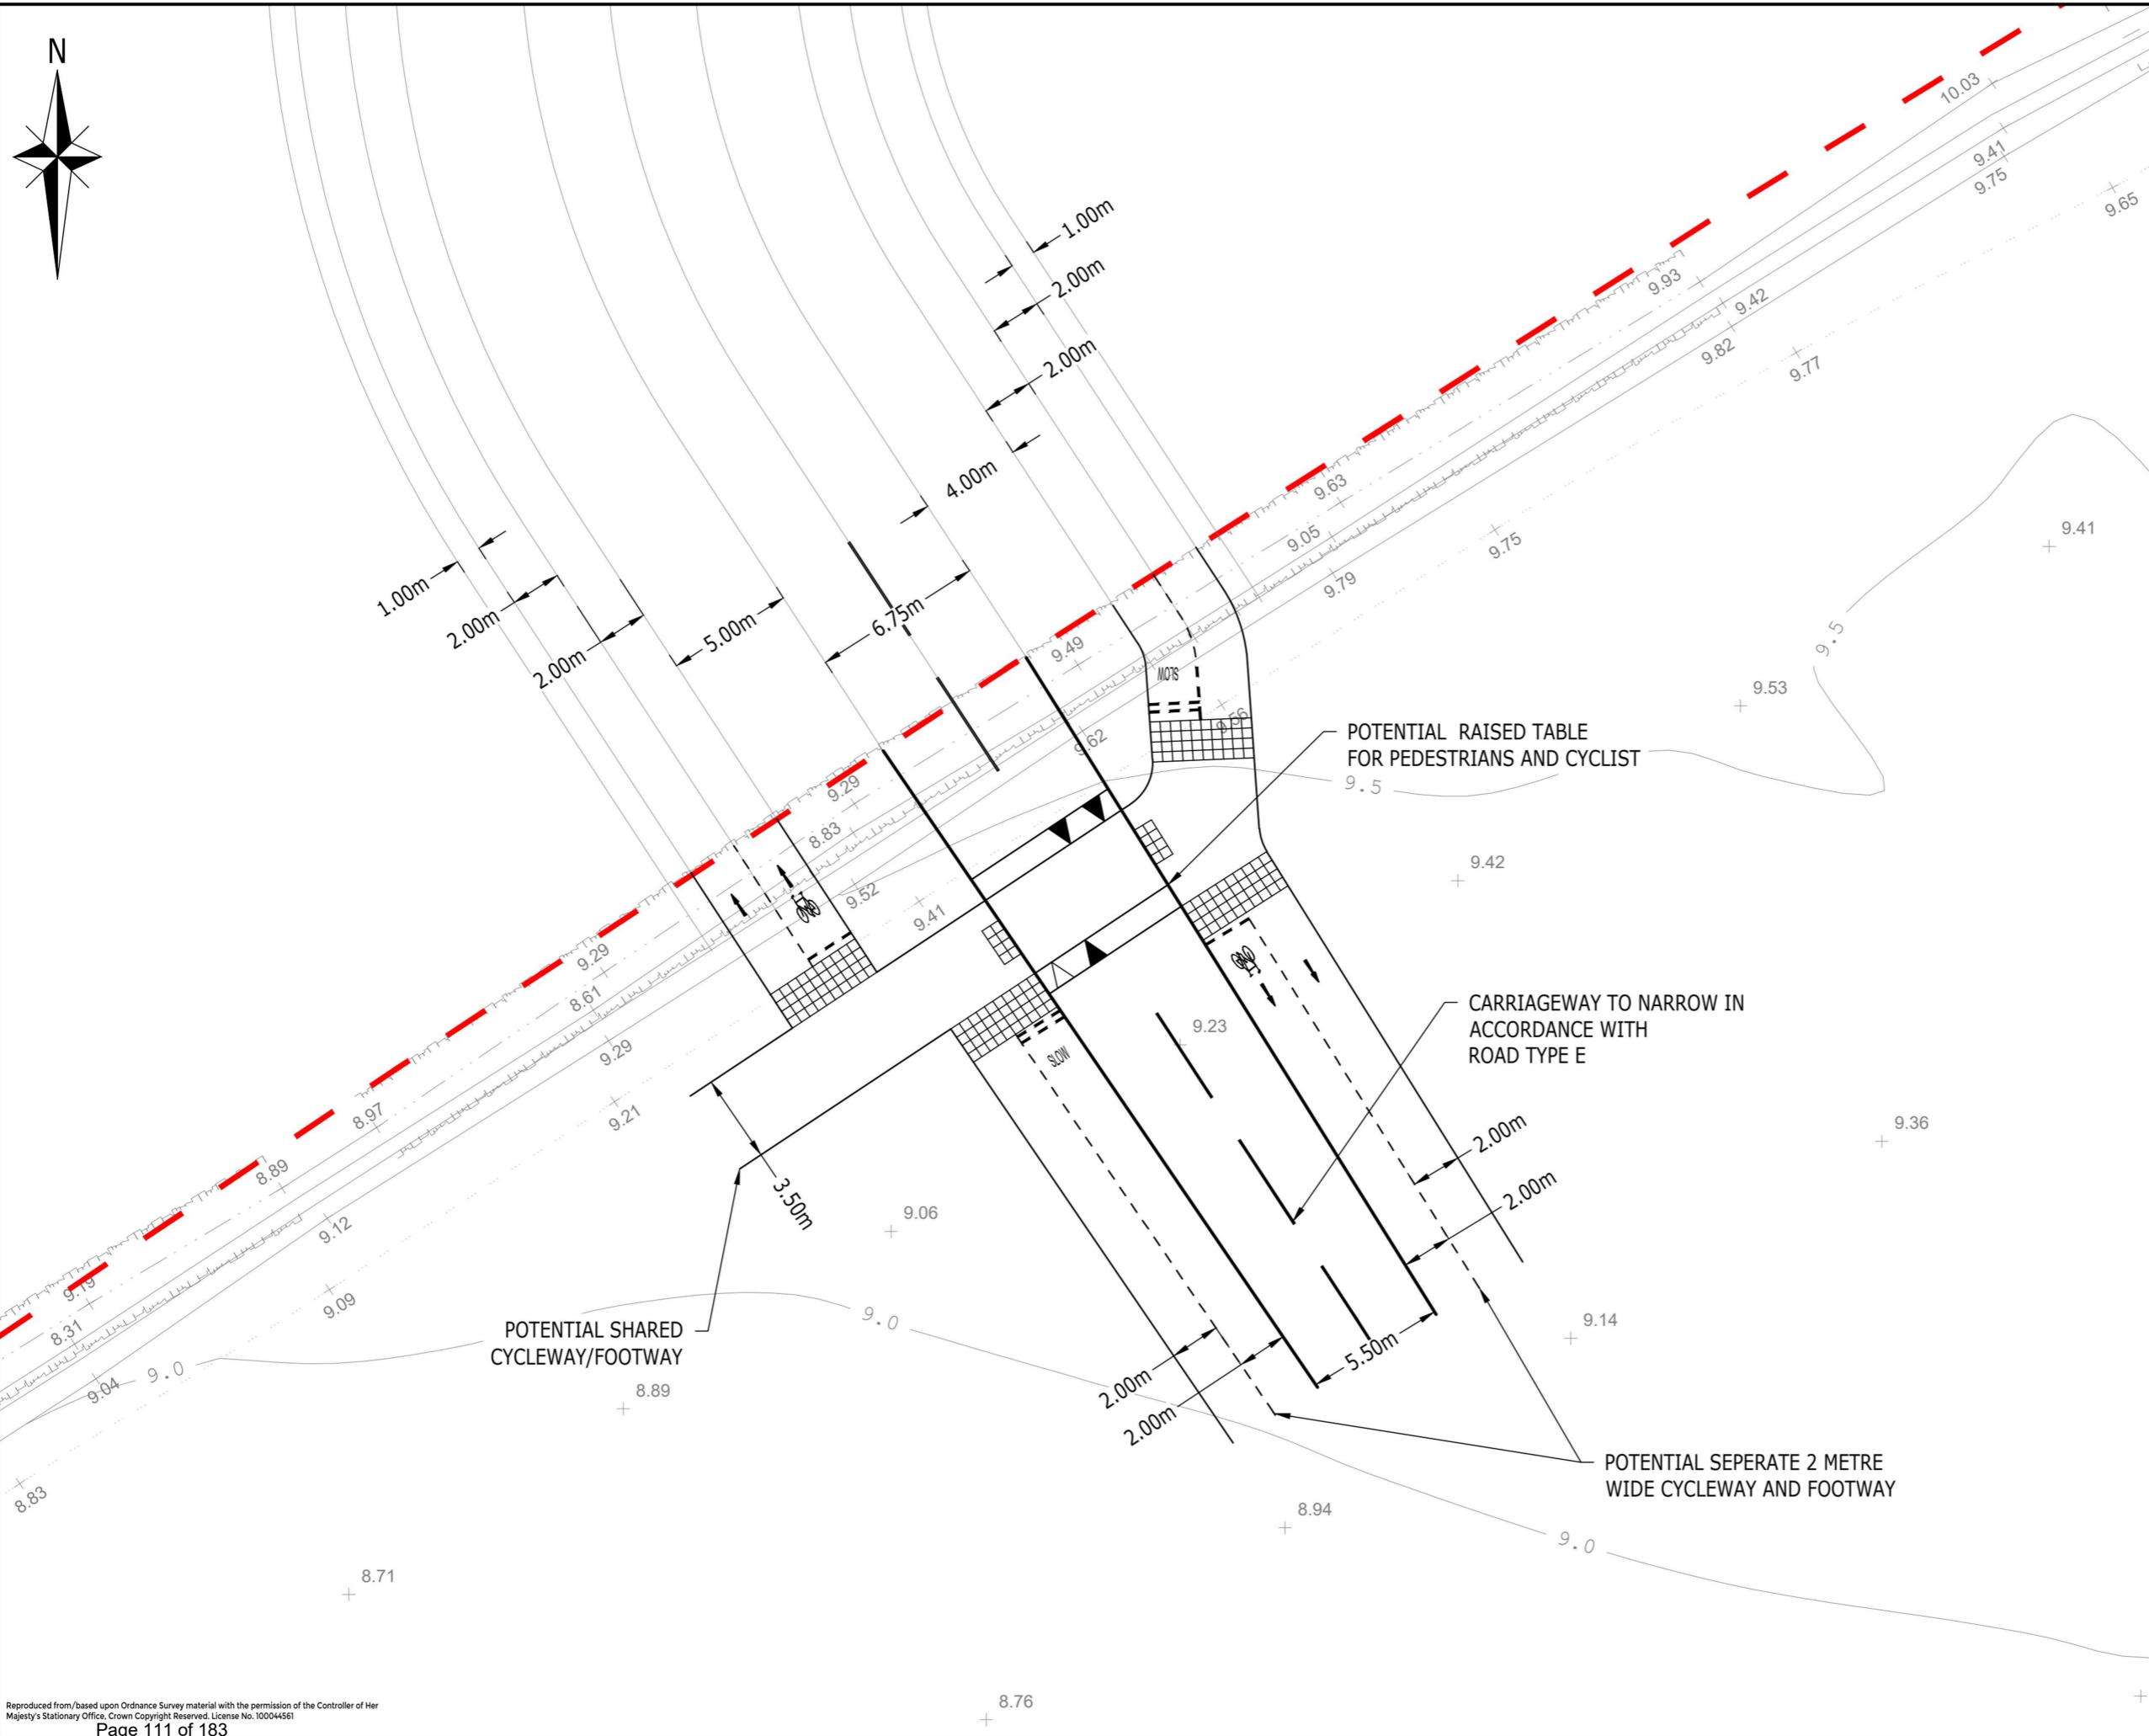 N
10.03
9.41
9.75
9.65
1.00m
2.00m
9.93
9.42
9.82
9.77
2.00m
4.00m
9.63
9.05
9.75
9.79
9.41
1.00m
2.00m
2.00m
5.00m
6.75m
9.49
SLOW
9.56
9.62
9.5
9.53
POTENTIAL RAISED TABLE
FOR PEDESTRIANS AND CYCLIST
9.5
9.29
8.83
9.52
9.41
9.42
9.29
8.61
9.29
9.21
SLOW
9.23
CARRIAGEWAY TO NARROW IN
ACCORDANCE WITH
ROAD TYPE E
8.97
8.89
9.12
9.09
3.50m
9.06
2.00m
2.00m
9.36
9.19
8.31
9.04
9.0
POTENTIAL SHARED
CYCLEWAY/FOOTWAY
9.0
8.89
2.00m
2.00m
5.50m
9.14
8.83
POTENTIAL SEPERATE 2 METRE
WIDE CYCLEWAY AND FOOTWAY
8.94
9.0
8.71
8.76
Reproduced from/based upon Ordnance Survey material with the permission of the Controller of Her
Majesty's Stationary Office, Crown Copyright Reserved. License No. 100044561
Page 111 of 183